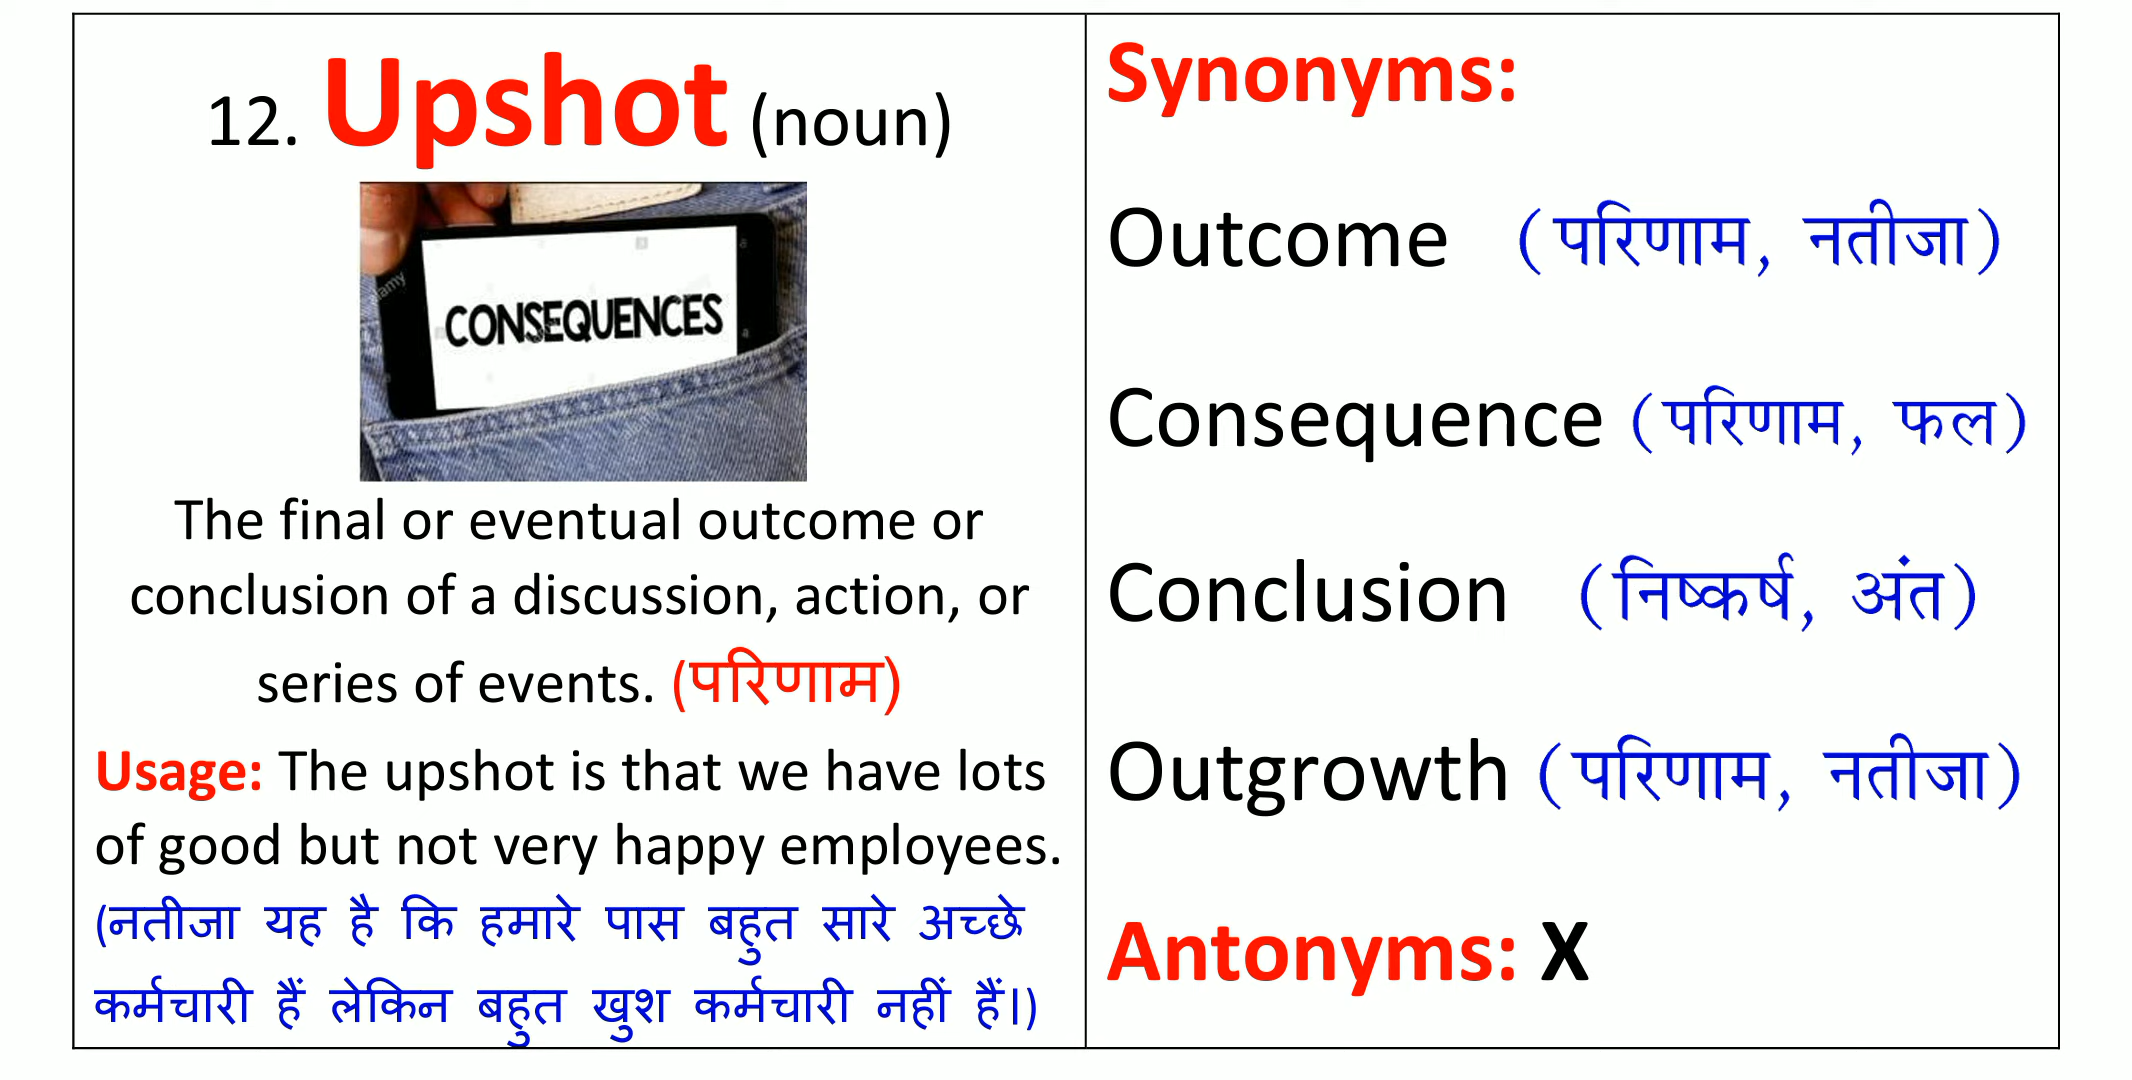 12. Upshot (noun)
CONSEQUENCES
alamy
The final or eventual outcome or
conclusion of a discussion, action, or
series of events. (परिणाम)
Usage: The upshot is that we have lots
of good but not very happy employees.
(नतीजा यह है कि हमारे पास बहुत सारे अच्छे
कर्मचारी हैं लेकिन बहुत खुश कर्मचारी नहीं हैं।)
Synonyms:
Outcome (परिणाम, नतीजा)
Consequence (परिणाम, फल)
Conclusion (निष्कर्ष, अंत)
Outgrowth (परिणाम, नतीजा)
Antonyms: X